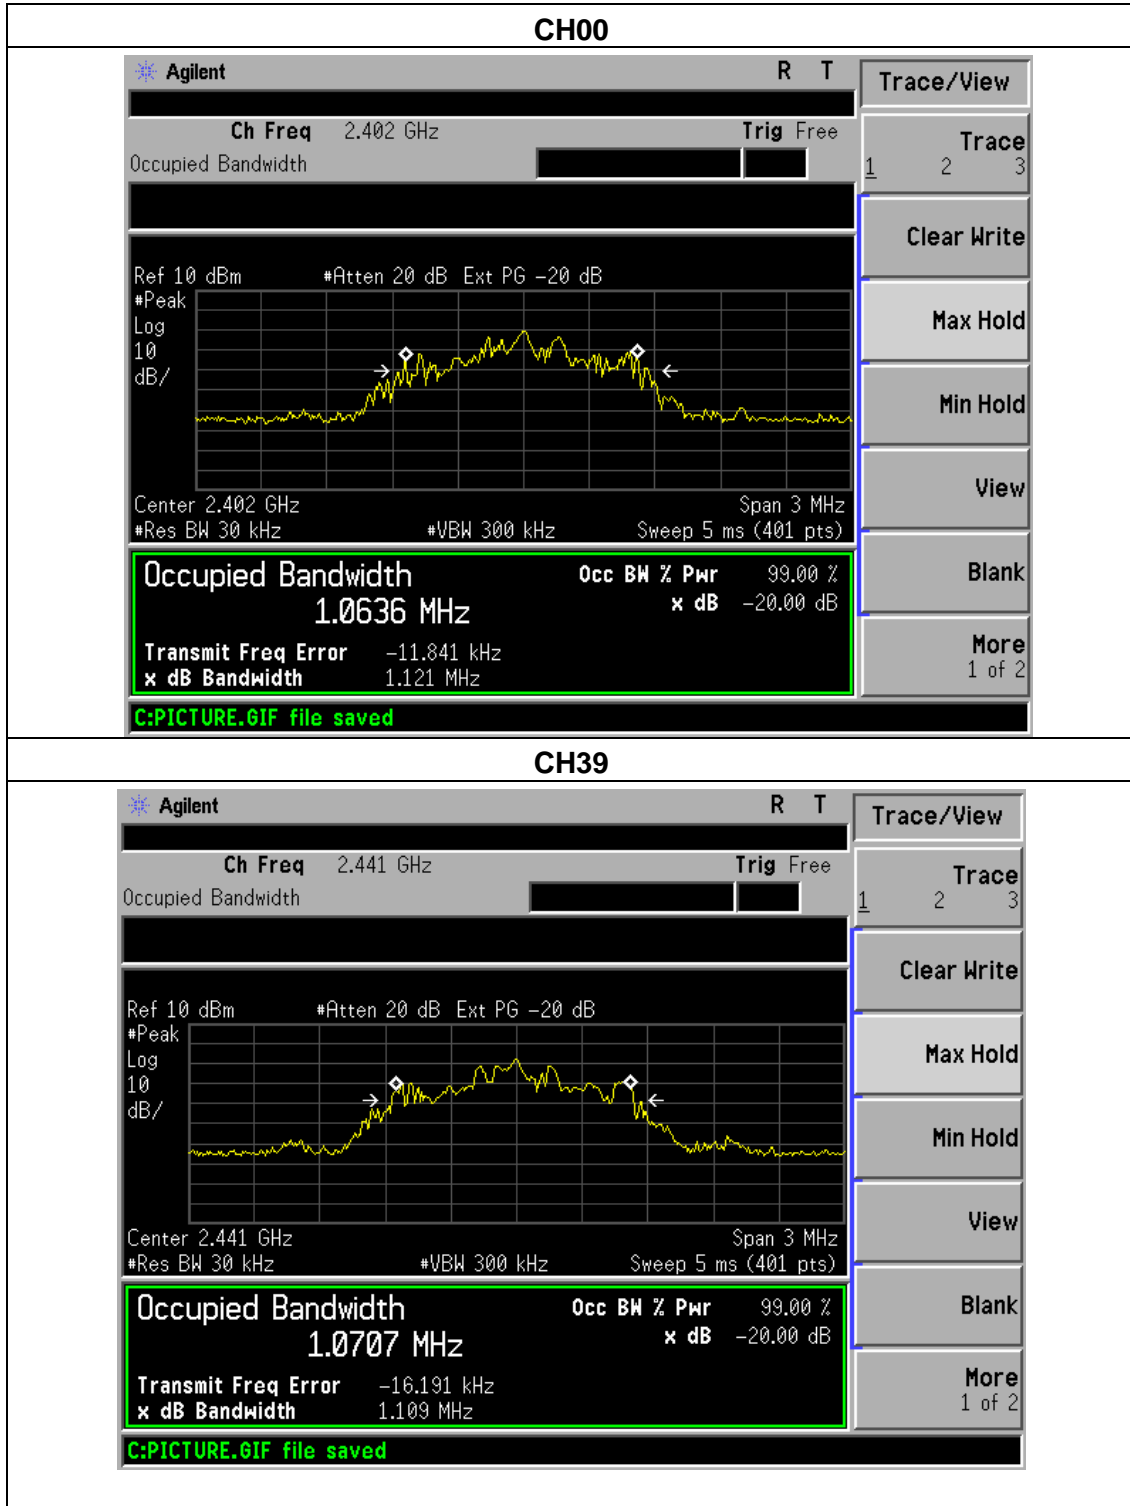 CH00
Agilent R T
Trace/View
Ch Freq 2.402 GHz Trig Free
Occupied Bandwidth
Trace
1 2 3
Clear Write
Ref 10 dBm #Atten 20 dB Ext PG -20 dB
#Peak
Log
10
dB/
Max Hold
Min Hold
View
Center 2.402 GHz Span 3 MHz
#Res BW 30 kHz #VBW 300 kHz Sweep 5 ms (401 pts)
Occupied Bandwidth Occ BW % Pwr 99.00 %
1.0636 MHz x dB -20.00 dB
Blank
Transmit Freq Error -11.841 kHz
x dB Bandwidth 1.121 MHz
More
1 of 2
C:PICTURE.GIF file saved
CH39
Agilent R T
Trace/View
Ch Freq 2.441 GHz Trig Free
Occupied Bandwidth
Trace
1 2 3
Clear Write
Ref 10 dBm #Atten 20 dB Ext PG -20 dB
#Peak
Log
10
dB/
Max Hold
Min Hold
View
Center 2.441 GHz Span 3 MHz
#Res BW 30 kHz #VBW 300 kHz Sweep 5 ms (401 pts)
Occupied Bandwidth Occ BW % Pwr 99.00 %
1.0707 MHz x dB -20.00 dB
Blank
Transmit Freq Error -16.191 kHz
x dB Bandwidth 1.109 MHz
More
1 of 2
C:PICTURE.GIF file saved